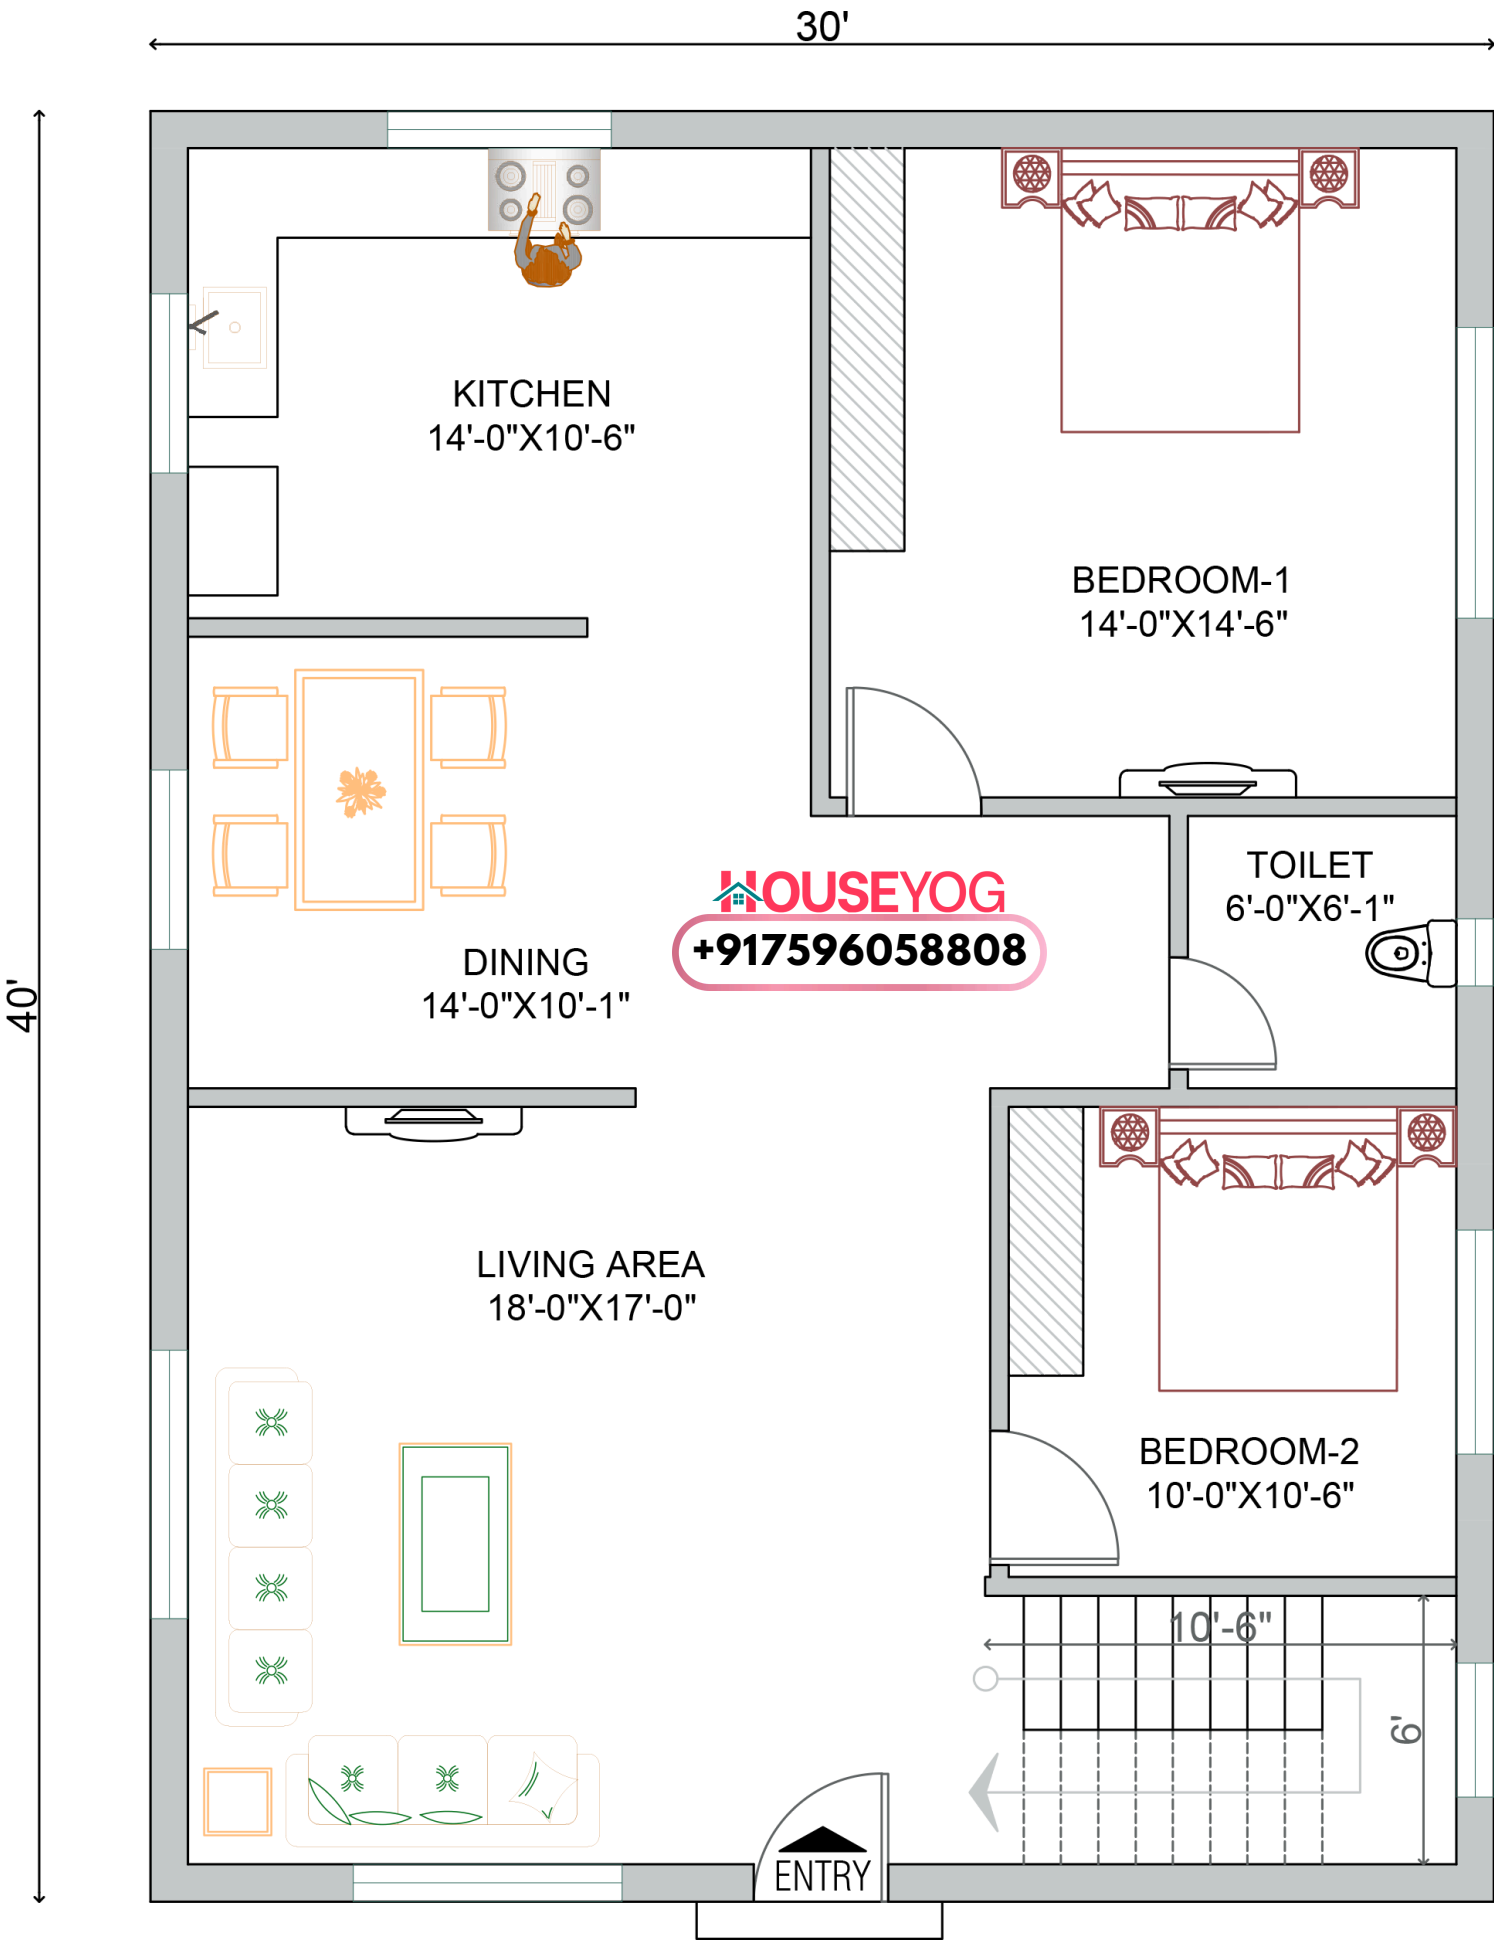 30'
40'
KITCHEN
14'-0"X10'-6"
BEDROOM-1
14'-0"X14'-6"
TOILET
6'-0"X6'-1"
HOUSEYOG
+917596058808
DINING
14'-0"X10'-1"
LIVING AREA
18'-0"X17'-0"
BEDROOM-2
10'-0"X10'-6"
10'-6"
6'
ENTRY